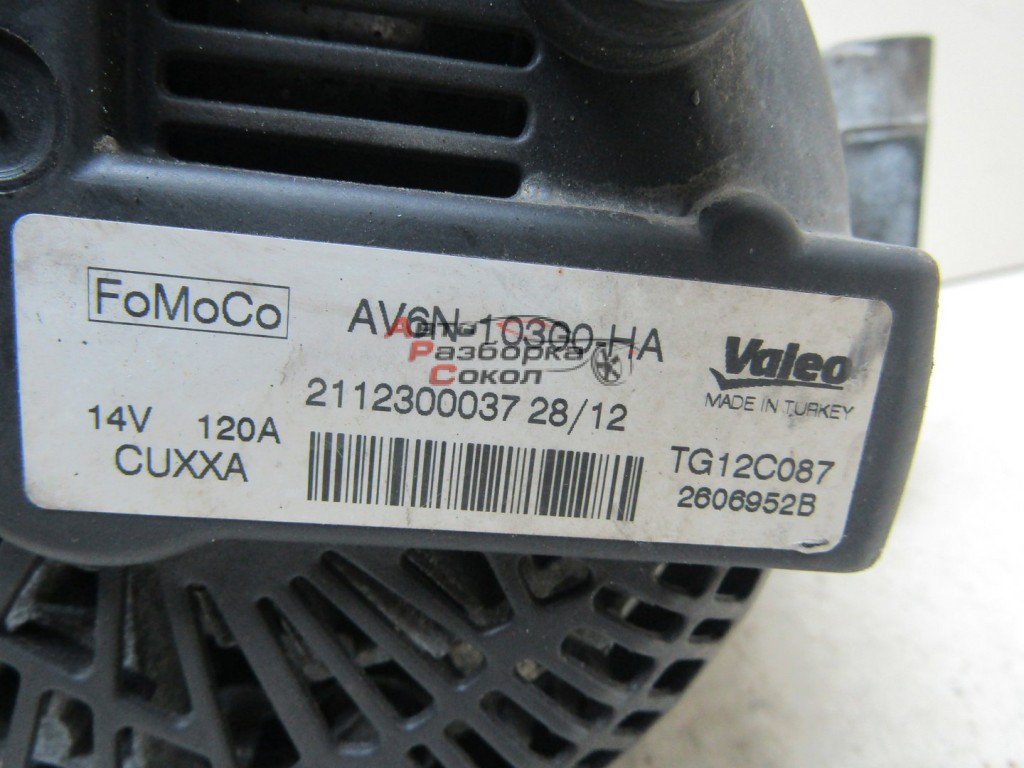 FoMoCo
AV6N-10300-HA
Авто-
Разборка
Сокол
Valeo
MADE IN TURKEY
2112300037 28/12
14V 120A
CUXXA
TG12C087
2606952B